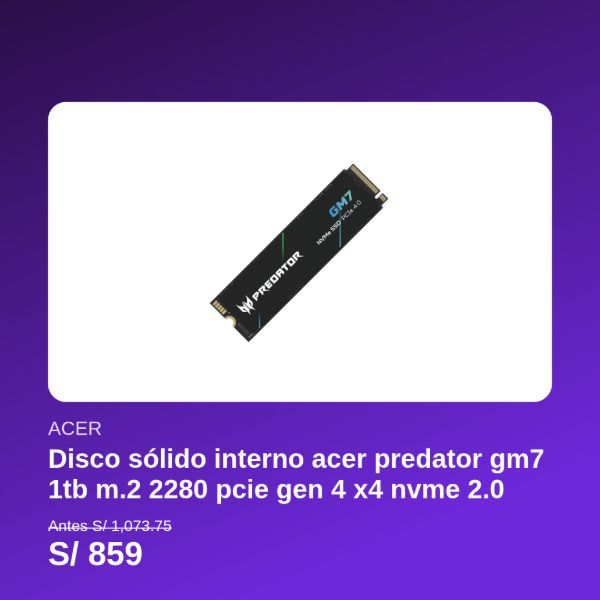 GM7
NVMe SSD PCIe 4.0
PREDATOR
ACER
Disco sólido interno acer predator gm7
1tb m.2 2280 pcie gen 4 x4 nvme 2.0
Antes S/ 1,073.75
S/ 859